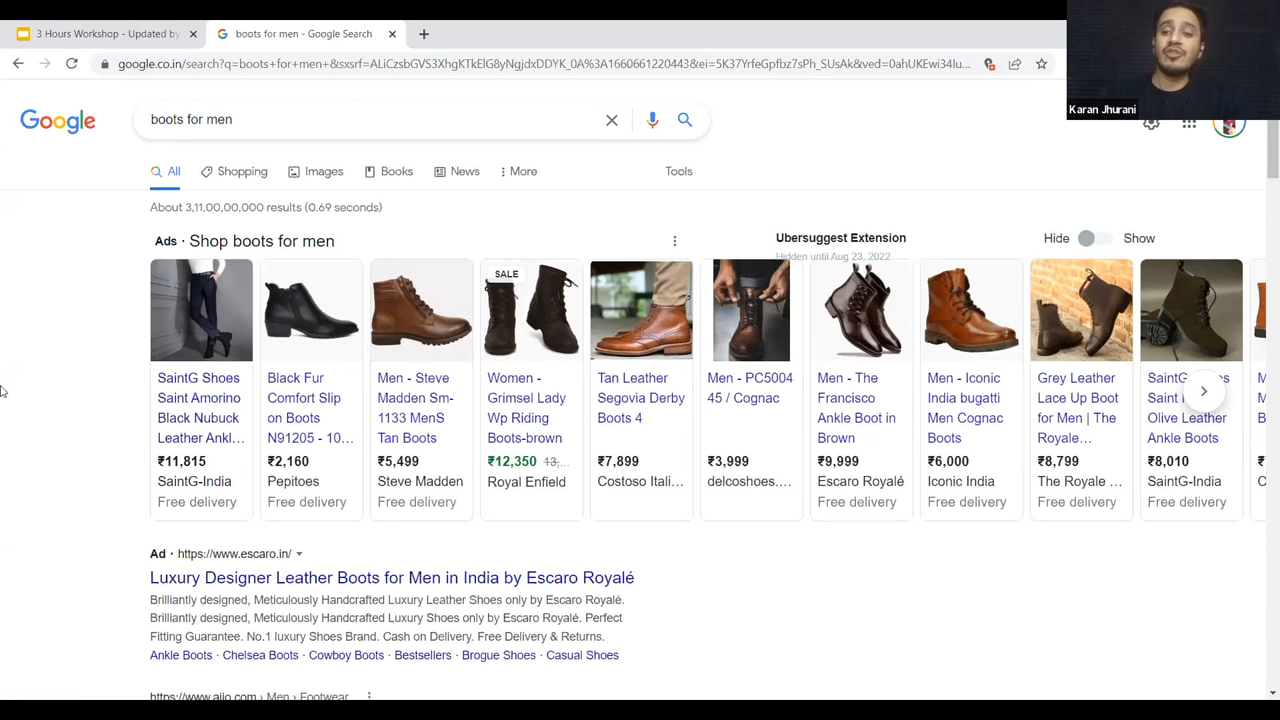 3 Hours Workshop - Updated by
boots for men - Google Search
google.co.in/search?q=boots+for+men+&sxsrf=ALiCzsbGVS3XhgKTkElG8yNgjdxDDYK_0A%3A1660661220443&ei=5K37YrfeGpfbz7sPh_SUsAk&ved=0ahUKEwi34lu...
Karan Jhurani
Google
boots for men
All
Shopping
Images
Books
News
More
Tools
About 3,11,00,00,000 results (0.69 seconds)
Ads · Shop boots for men
Ubersuggest Extension
Hidden until Aug 23, 2022
Hide
Show
SaintG Shoes
Saint Amorino
Black Nubuck
Leather Ankl...
₹11,815
SaintG-India
Free delivery
Black Fur
Comfort Slip
on Boots
N91205 - 10...
₹2,160
Pepitoes
Free delivery
Men - Steve
Madden Sm-
1133 MenS
Tan Boots
₹5,499
Steve Madden
Free delivery
SALE
Women -
Grimsel Lady
Wp Riding
Boots-brown
₹12,350 13,...
Royal Enfield
Tan Leather
Segovia Derby
Boots 4
₹7,899
Costoso Itali...
Men - PC5004
45 / Cognac
₹3,999
delcoshoes....
Men - The
Francisco
Ankle Boot in
Brown
₹9,999
Escaro Royalé
Free delivery
Men - Iconic
India bugatti
Men Cognac
Boots
₹6,000
Iconic India
Free delivery
Grey Leather
Lace Up Boot
for Men | The
Royale...
₹8,799
The Royale ...
Free delivery
SaintG
Saint
Olive Leather
Ankle Boots
₹8,010
SaintG-India
Free delivery
Ad · https://www.escaro.in/
Luxury Designer Leather Boots for Men in India by Escaro Royalé
Brilliantly designed, Meticulously Handcrafted Luxury Leather Shoes only by Escaro Royalé.
Brilliantly designed, Meticulously Handcrafted Luxury Shoes only by Escaro Royalé. Perfect
Fitting Guarantee. No.1 luxury Shoes Brand. Cash on Delivery. Free Delivery & Returns.
Ankle Boots · Chelsea Boots · Cowboy Boots · Bestsellers · Brogue Shoes · Casual Shoes
https://www.ajio.com › Men › Footwear